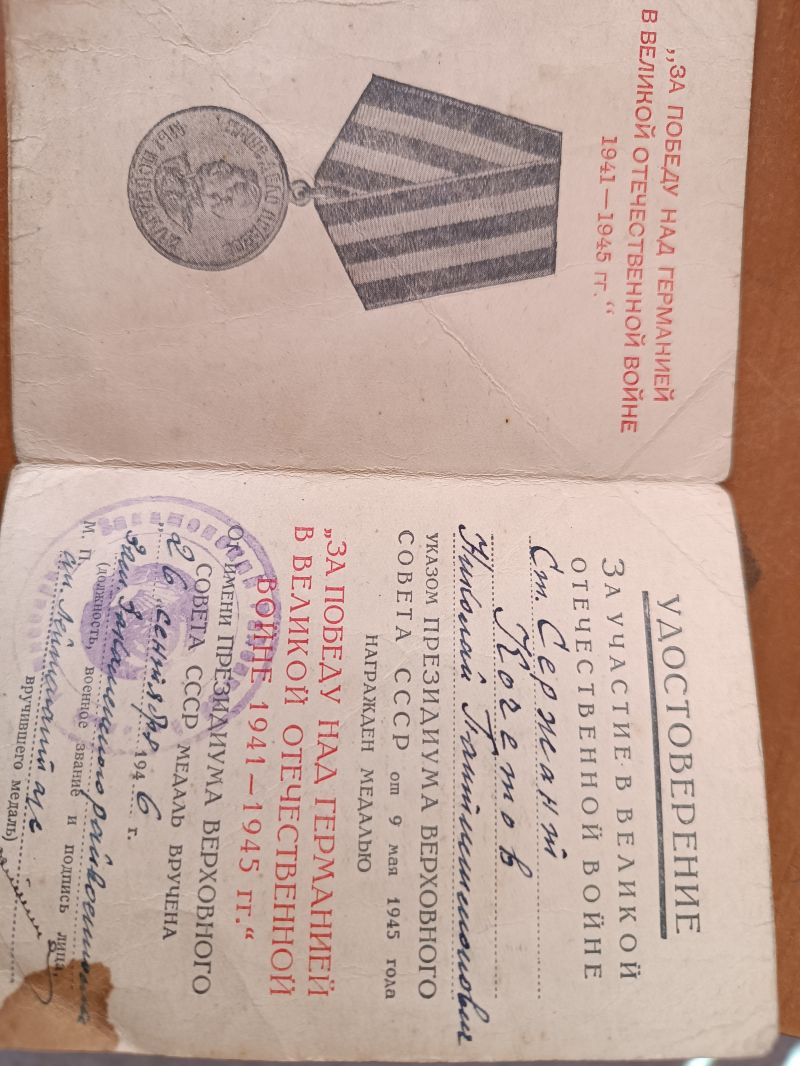 „ЗА ПОБЕДУ НАД ГЕРМАНИЕЙ
В ВЕЛИКОЙ ОТЕЧЕСТВЕННОЙ ВОЙНЕ
1941—1945 гг.“
УДОСТОВЕРЕНИЕ
ЗА УЧАСТИЕ В ВЕЛИКОЙ
ОТЕЧЕСТВЕННОЙ ВОЙНЕ
Ст. Сержант
Кочетов
Николай Пантилимонович
УКАЗОМ ПРЕЗИДИУМА ВЕРХОВНОГО
СОВЕТА СССР от 9 мая 1945 года
НАГРАЖДЕН МЕДАЛЬЮ
„ЗА ПОБЕДУ НАД ГЕРМАНИЕЙ
В ВЕЛИКОЙ ОТЕЧЕСТВЕННОЙ
ВОЙНЕ 1941—1945 гг.“
От ИМЕНИ ПРЕЗИДИУМА ВЕРХОВНОГО
СОВЕТА СССР МЕДАЛЬ ВРУЧЕНА
„26 сентября 1946 г.
М. П. (должность, военное звание и подпись лица,
вручившего медаль)